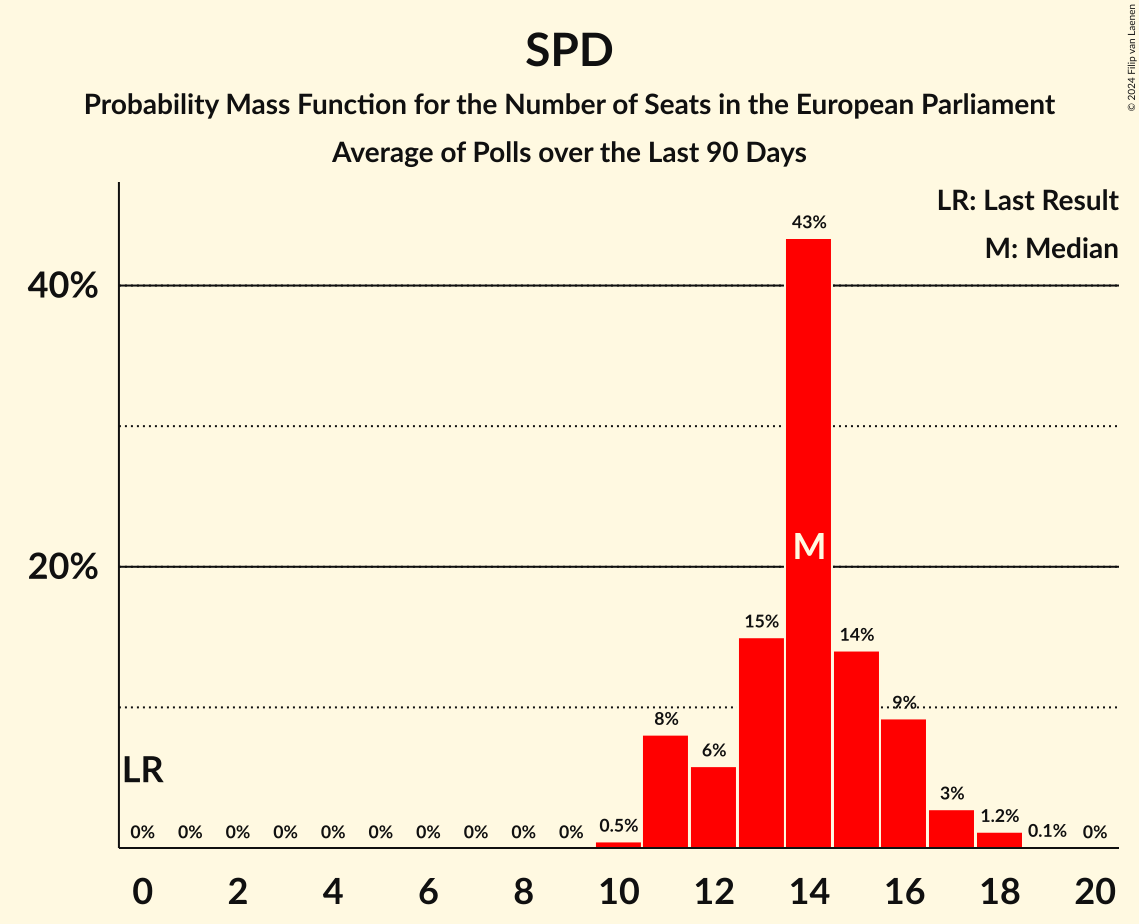 SPD
Probability Mass Function for the Number of Seats in the European Parliament
Average of Polls over the Last 90 Days
© 2024 Filip van Laenen
LR: Last Result
M: Median
43%
40%
M
20%
15%
14%
9%
8%
6%
LR
3%
1.2%
0% 0% 0% 0% 0% 0% 0% 0% 0% 0% 0.5% 0.1% 0%
0 2 4 6 8 10 12 14 16 18 20